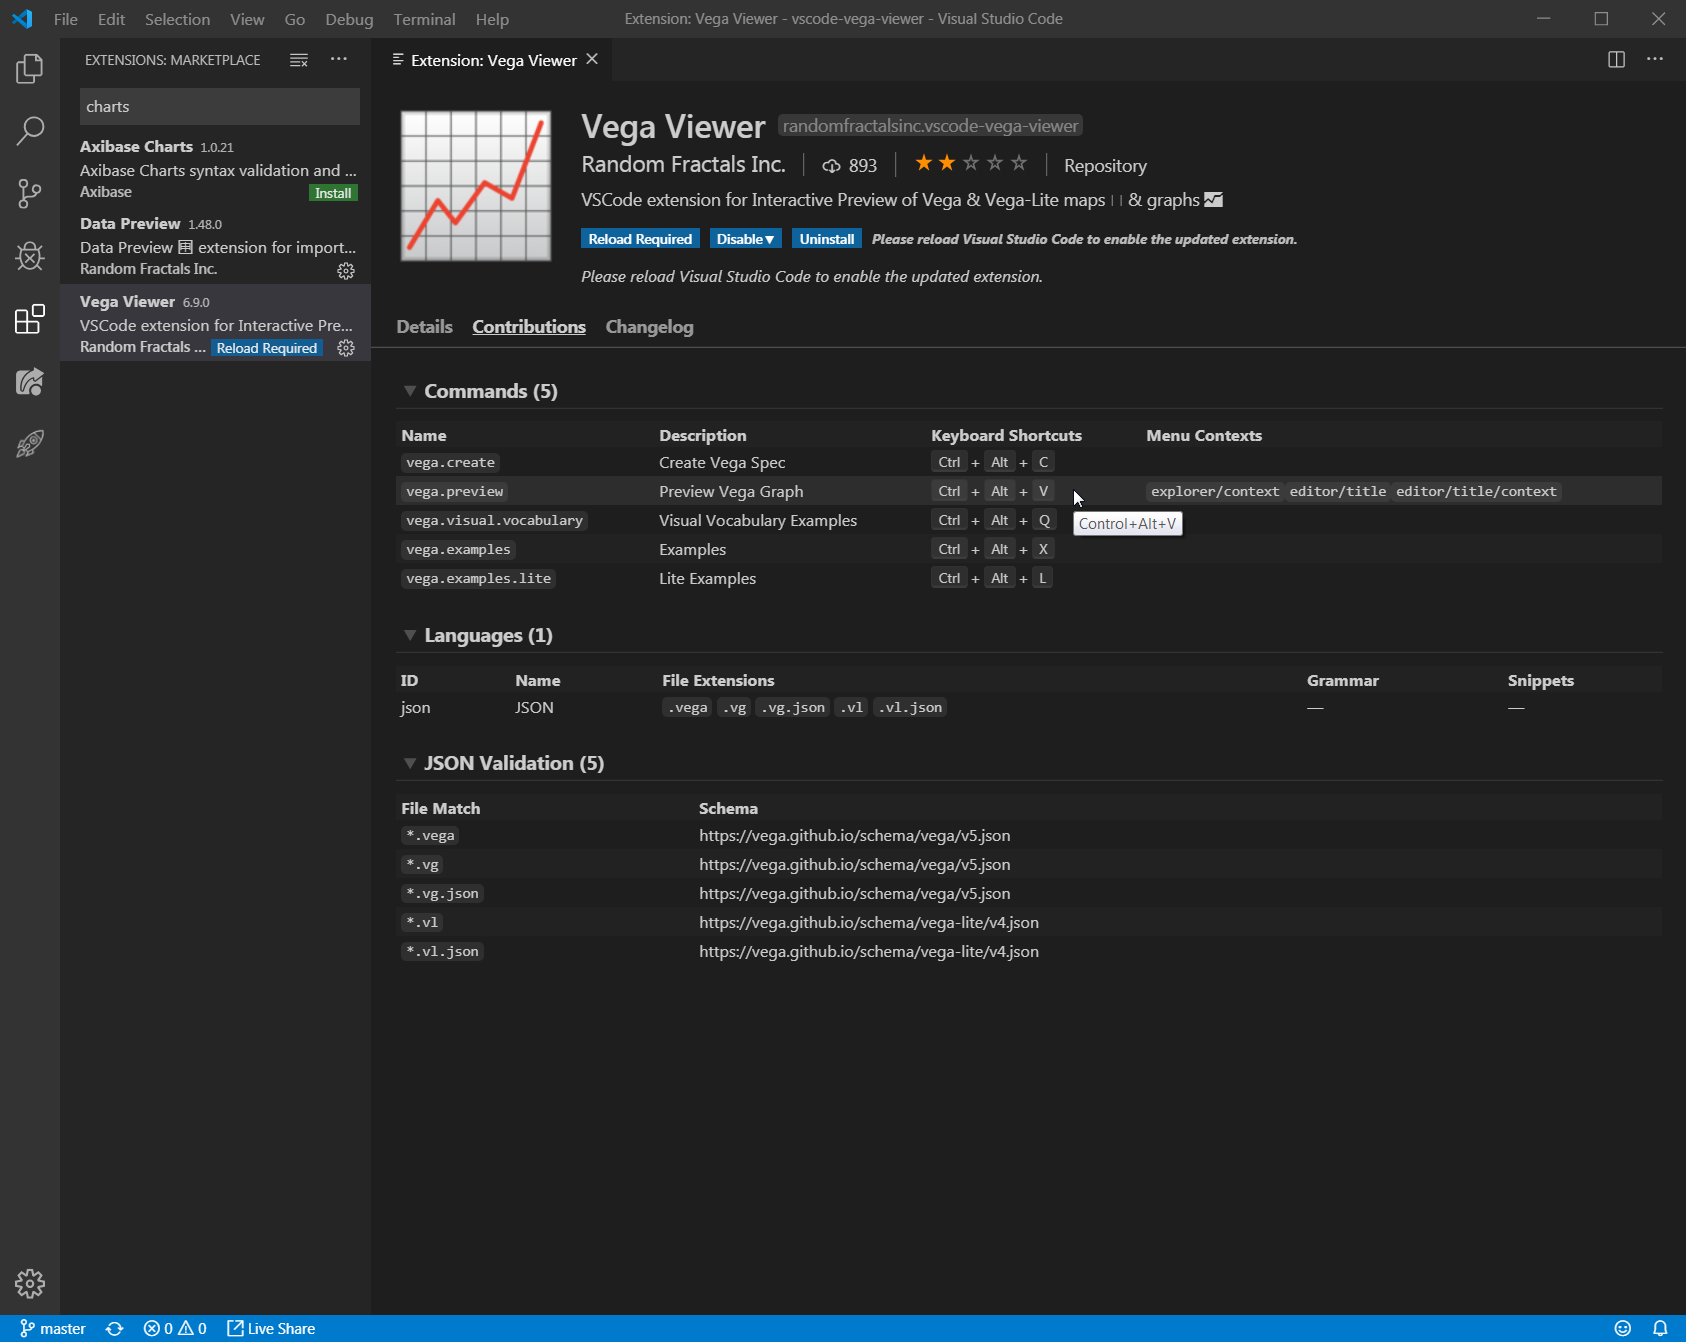 File Edit Selection View Go Debug Terminal Help Extension: Vega Viewer - vscode-vega-viewer - Visual Studio Code
EXTENSIONS: MARKETPLACE
charts
Axibase Charts 1.0.21
Axibase Charts syntax validation and ...
Axibase Install
Data Preview 1.48.0
Data Preview extension for import...
Random Fractals Inc.
Vega Viewer 6.9.0
VSCode extension for Interactive Pre...
Random Fractals ... Reload Required
Extension: Vega Viewer
Vega Viewer randomfractalsinc.vscode-vega-viewer
Random Fractals Inc. 893 Repository
VSCode extension for Interactive Preview of Vega & Vega-Lite maps & graphs
Reload Required Disable▼ Uninstall Please reload Visual Studio Code to enable the updated extension.
Please reload Visual Studio Code to enable the updated extension.
Details Contributions Changelog
Commands (5)
Name Description Keyboard Shortcuts Menu Contexts
vega.create Create Vega Spec Ctrl + Alt + C
vega.preview Preview Vega Graph Ctrl + Alt + V explorer/context editor/title editor/title/context
vega.visual.vocabulary Visual Vocabulary Examples Ctrl + Alt + Q
Control+Alt+V
vega.examples Examples Ctrl + Alt + X
vega.examples.lite Lite Examples Ctrl + Alt + L
Languages (1)
ID Name File Extensions Grammar Snippets
json JSON .vega .vg .vg.json .vl .vl.json — —
JSON Validation (5)
File Match Schema
*.vega https://vega.github.io/schema/vega/v5.json
*.vg https://vega.github.io/schema/vega/v5.json
*.vg.json https://vega.github.io/schema/vega/v5.json
*.vl https://vega.github.io/schema/vega-lite/v4.json
*.vl.json https://vega.github.io/schema/vega-lite/v4.json
master 0 0 Live Share